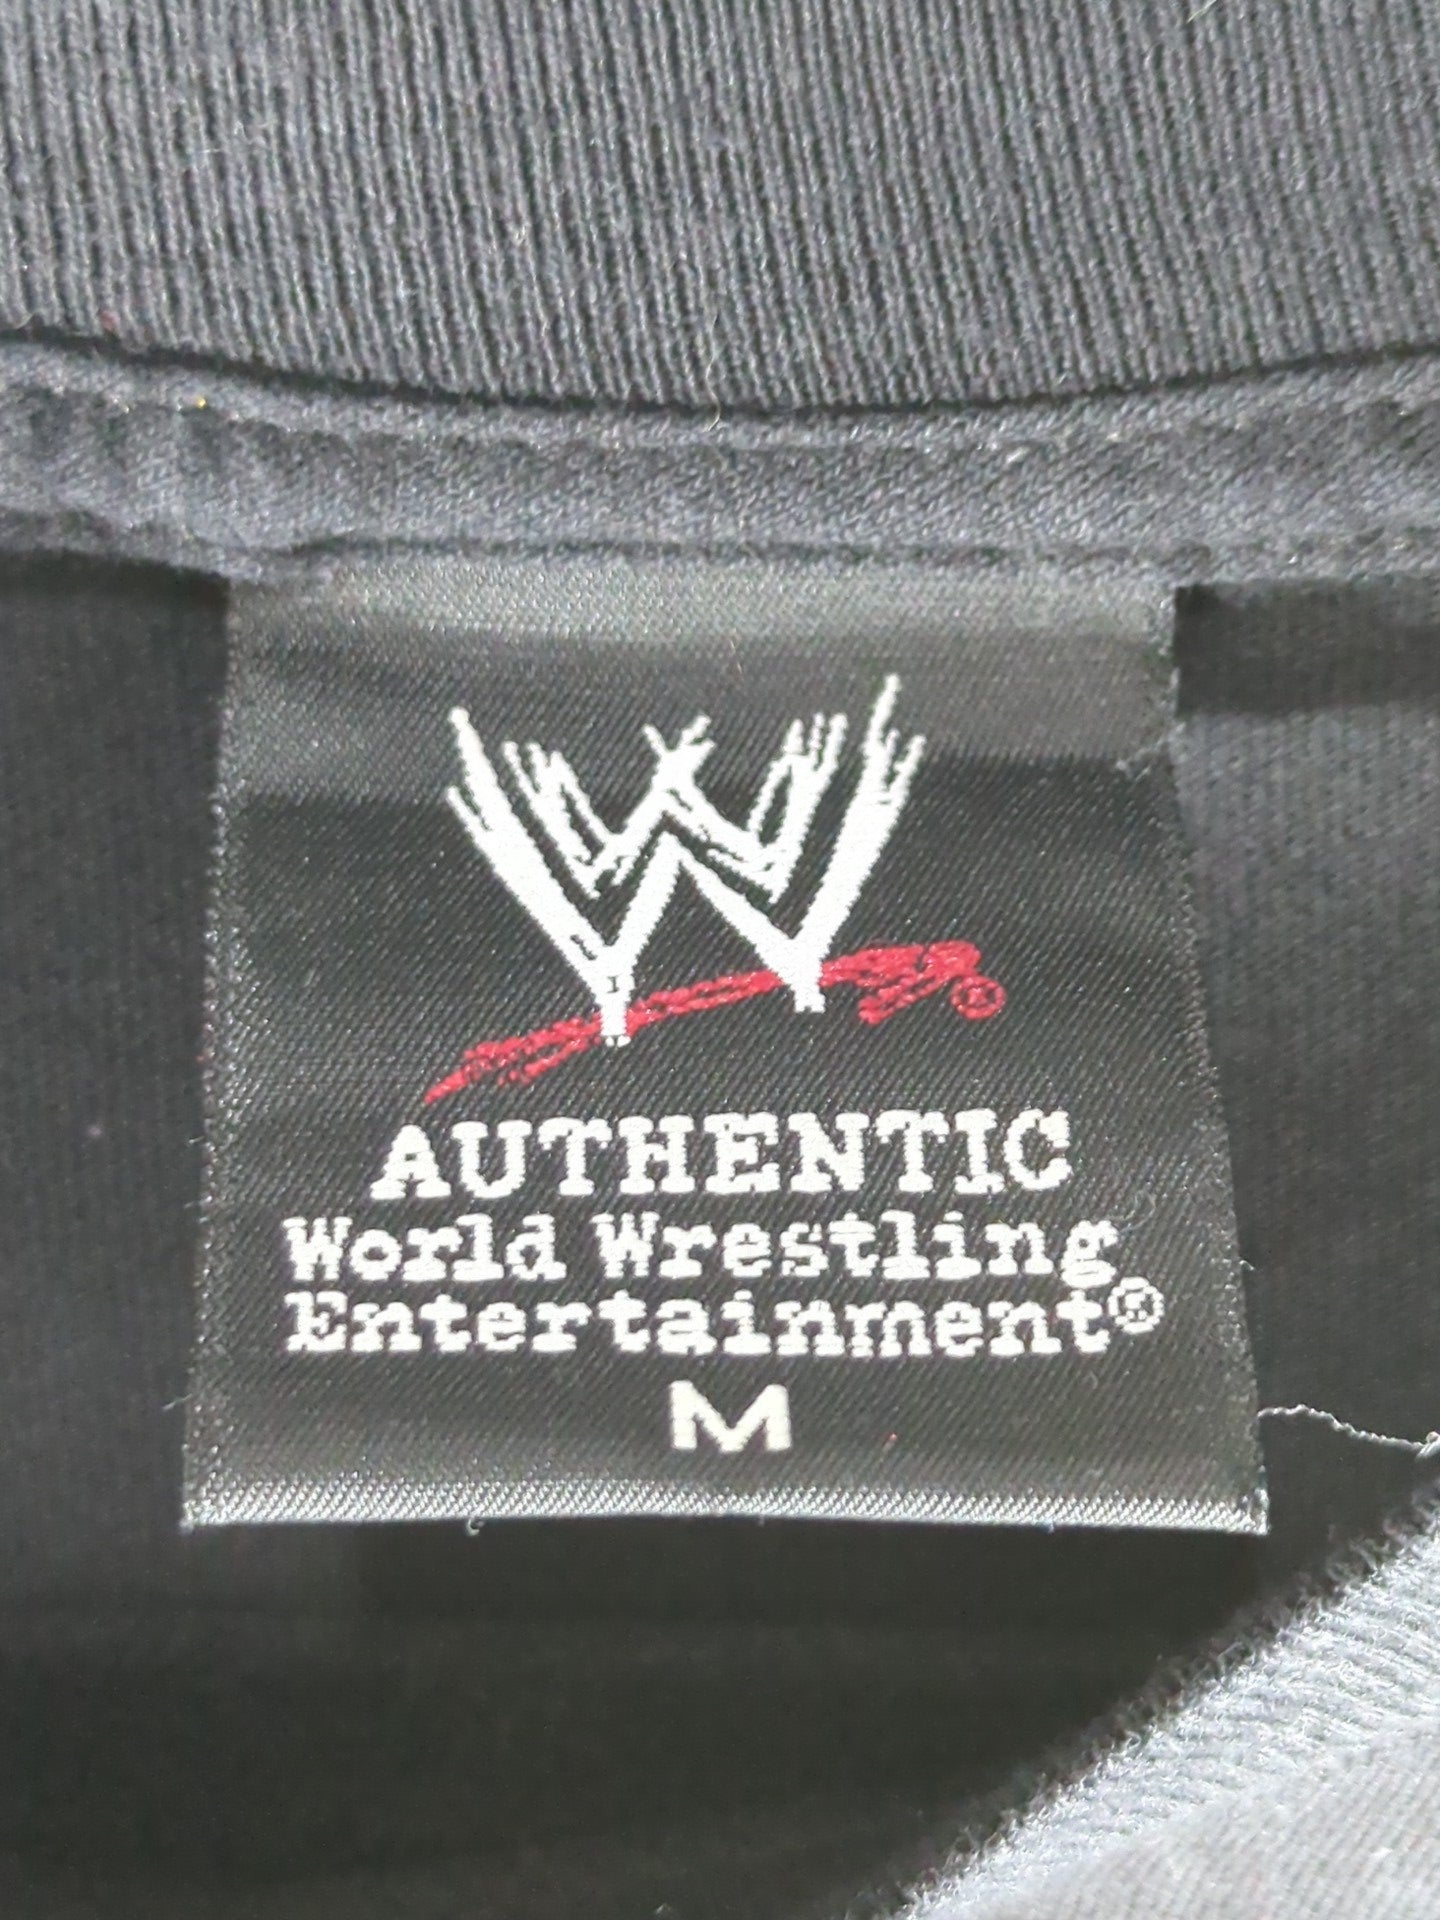 W
AUTHENTIC
World Wrestling
Entertainment®
M